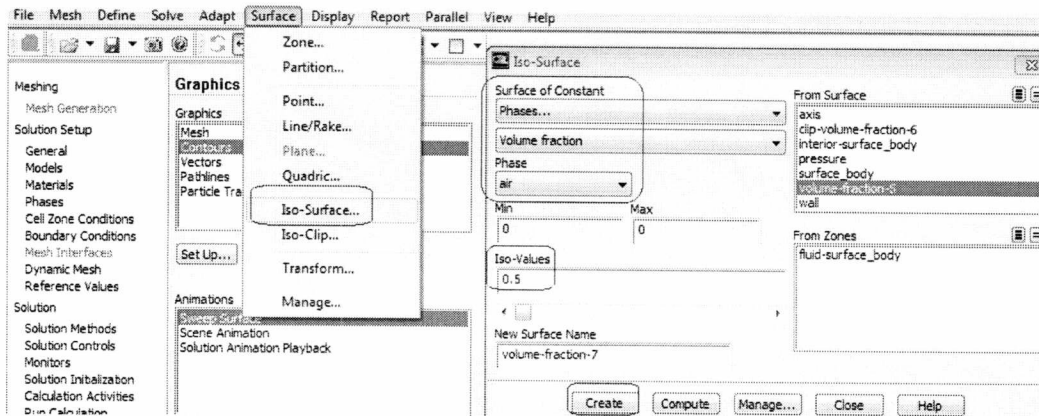 File Mesh Define Solve Adapt Surface Display Report Parallel View Help
Meshing
Mesh Generation
Solution Setup
General
Models
Materials
Phases
Cell Zone Conditions
Boundary Conditions
Mesh Interfaces
Dynamic Mesh
Reference Values
Solution
Solution Methods
Solution Controls
Monitors
Solution Initialization
Calculation Activities
Run Calculation
Graphics
Graphics
Mesh
Contours
Vectors
Pathlines
Particle Tra
Set Up...
Animations
Sweep Surface
Scene Animation
Solution Animation Playback
Zone...
Partition...
Point...
Line/Rake...
Plane...
Quadric...
Iso-Surface...
Iso-Clip...
Transform...
Manage...
Iso-Surface
Surface of Constant
Phases...
Volume fraction
Phase
air
Min Max
0 0
Iso-Values
0.5
New Surface Name
volume-fraction-7
From Surface
axis
clip-volume-fraction-6
interior-surface_body
pressure
surface_body
wall
From Zones
fluid-surface_body
Create Compute Manage... Close Help